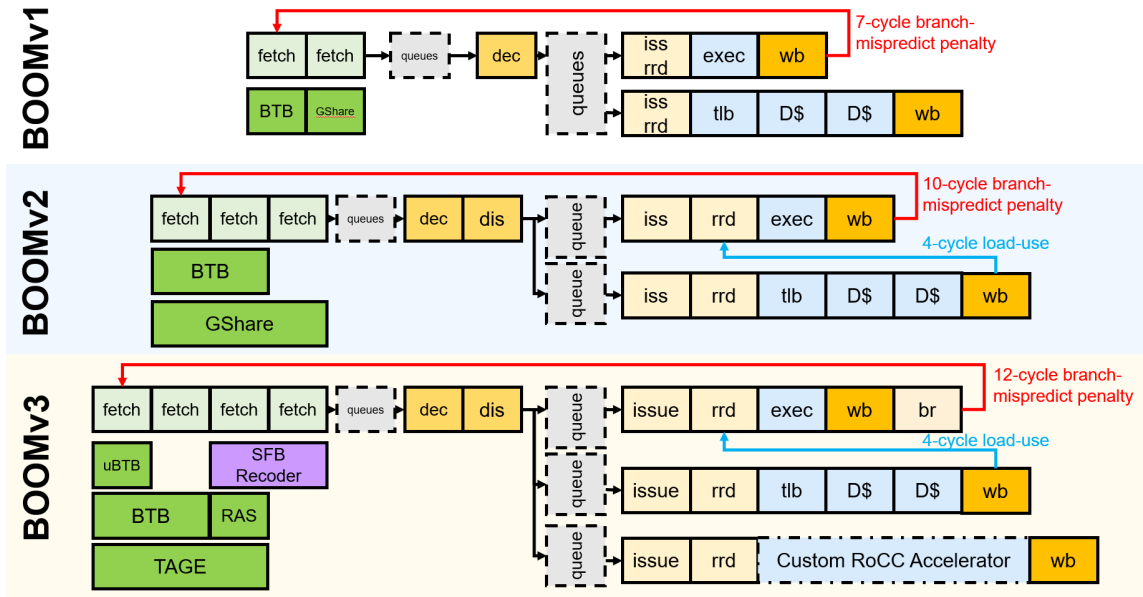 BOOMv1
7-cycle branch-
mispredict penalty
fetch fetch queues dec queues iss
rrd exec wb
BTB GShare
iss
rrd tlb D$ D$ wb
BOOMv2
10-cycle branch-
mispredict penalty
fetch fetch fetch queues dec dis queue iss rrd exec wb
4-cycle load-use
BTB
queue iss rrd tlb D$ D$ wb
GShare
BOOMv3
12-cycle branch-
mispredict penalty
fetch fetch fetch fetch queues dec dis queue issue rrd exec wb br
4-cycle load-use
uBTB SFB
Recoder
queue issue rrd tlb D$ D$ wb
BTB RAS
TAGE
queue issue rrd Custom RoCC Accelerator wb